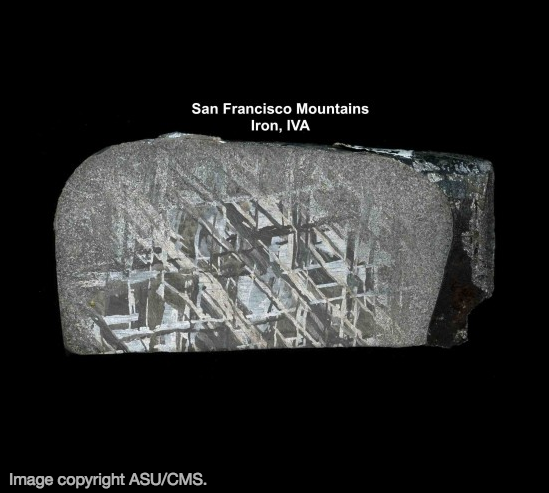 San Francisco Mountains
Iron, IVA
Image copyright ASU/CMS.